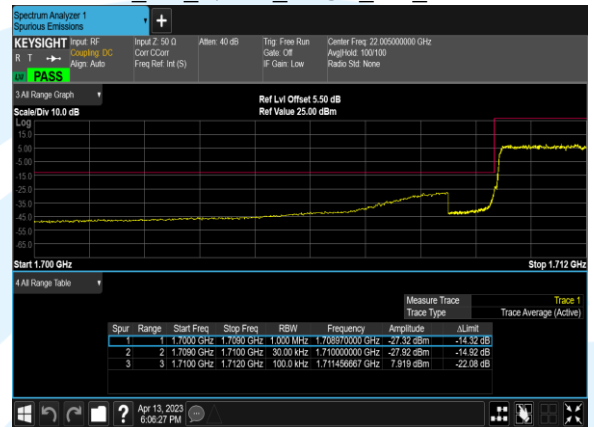 Spectrum Analyzer 1
Spurious Emissions
+
KEYSIGHT Input: RF Input Z: 50 Ω Atten: 40 dB Trig: Free Run Center Freq: 22.005000000 GHz
R T Coupling: DC Corr CCorr Gate: Off Avg|Hold: 100/100
Align: Auto Freq Ref: Int (S) IF Gain: Low Radio Std: None
LV PASS
3 All Range Graph
Ref Lvl Offset 5.50 dB
Scale/Div 10.0 dB Ref Value 25.00 dBm
Log
15.0
5.00
-5.00
-15.0
-25.0
-35.0
-45.0
-55.0
-65.0
Start 1.700 GHz Stop 1.712 GHz
4 All Range Table
Measure Trace Trace 1
Trace Type Trace Average (Active)
Spur Range Start Freq Stop Freq RBW Frequency Amplitude ΔLimit
1 1 1.7000 GHz 1.7090 GHz 1.000 MHz 1.708970000 GHz -27.32 dBm -14.32 dB
2 2 1.7090 GHz 1.7100 GHz 30.00 kHz 1.710000000 GHz -27.92 dBm -14.92 dB
3 3 1.7100 GHz 1.7120 GHz 100.0 kHz 1.711456667 GHz 7.919 dBm -22.08 dB
? Apr 13, 2023
6:06:27 PM